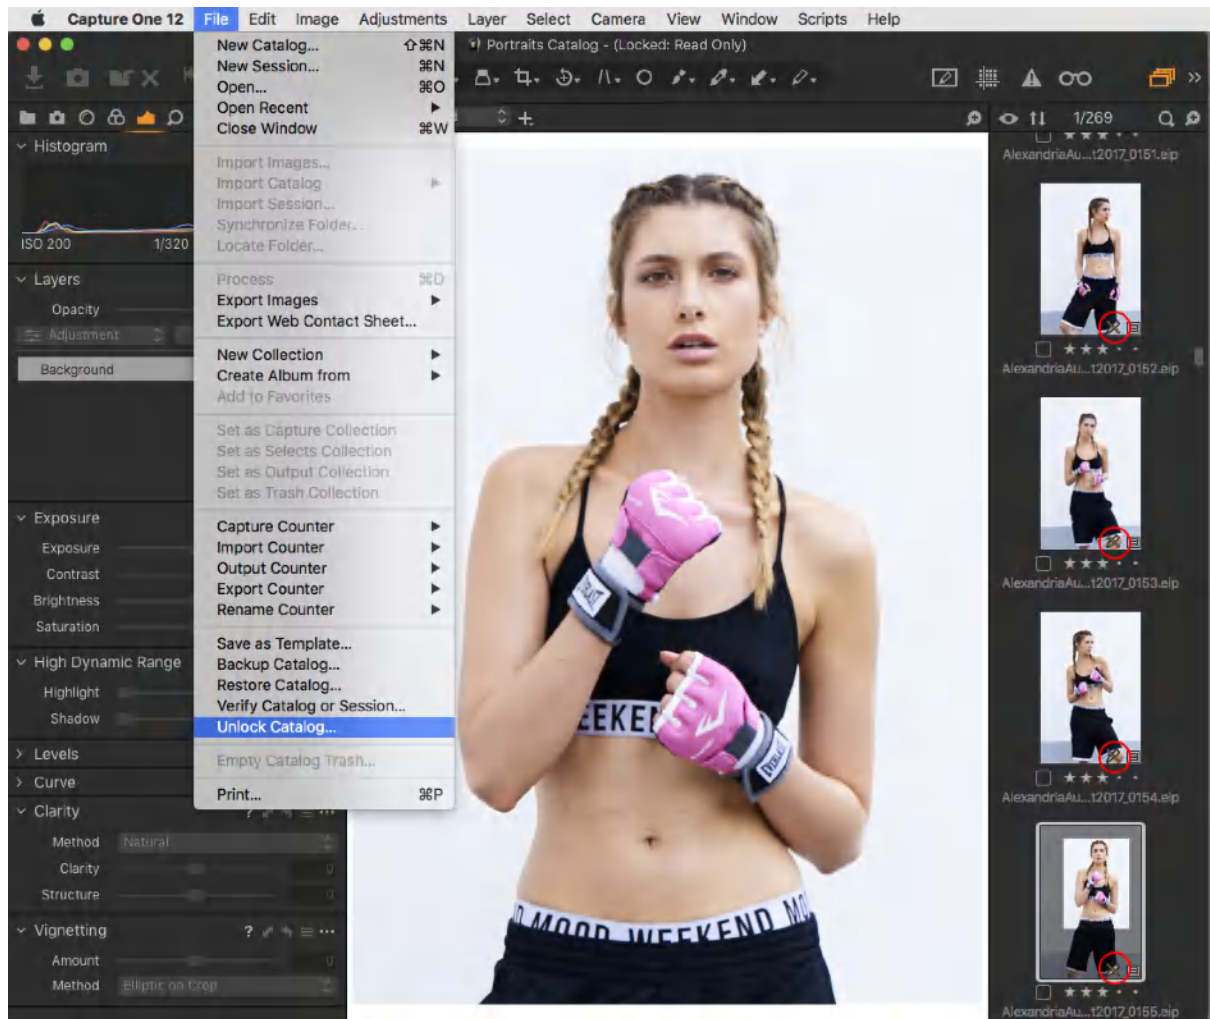 Capture One 12 File Edit Image Adjustments Layer Select Camera View Window Scripts Help
Portraits Catalog - (Locked: Read Only)
New Catalog... ⇧⌘N
New Session... ⌘N
Open... ⌘O
Open Recent
Close Window ⌘W
Import Images...
Import Catalog
Import Session...
Synchronize Folder...
Locate Folder...
Process ⌘D
Export Images
Export Web Contact Sheet...
New Collection
Create Album from
Add to Favorites
Set as Capture Collection
Set as Selects Collection
Set as Output Collection
Set as Trash Collection
Capture Counter
Import Counter
Output Counter
Export Counter
Rename Counter
Save as Template...
Backup Catalog...
Restore Catalog...
Verify Catalog or Session...
Unlock Catalog...
Empty Catalog Trash...
Print... ⌘P
Histogram
ISO 200 1/320
Layers
Opacity
Adjustment
Background
Exposure
Exposure
Contrast
Brightness
Saturation
High Dynamic Range
Highlight
Shadow
Levels
Curve
Clarity
Method Natural
Clarity 0
Structure 0
Vignetting ?
Amount 0
Method Elliptic on Crop
EVERLAST
WEEKEN
MOOD WEEKEND MO
1/269
AlexandriaAu...t2017_0151.eip
AlexandriaAu...t2017_0152.eip
AlexandriaAu...t2017_0153.eip
AlexandriaAu...t2017_0154.eip
AlexandriaAu...t2017_0155.eip